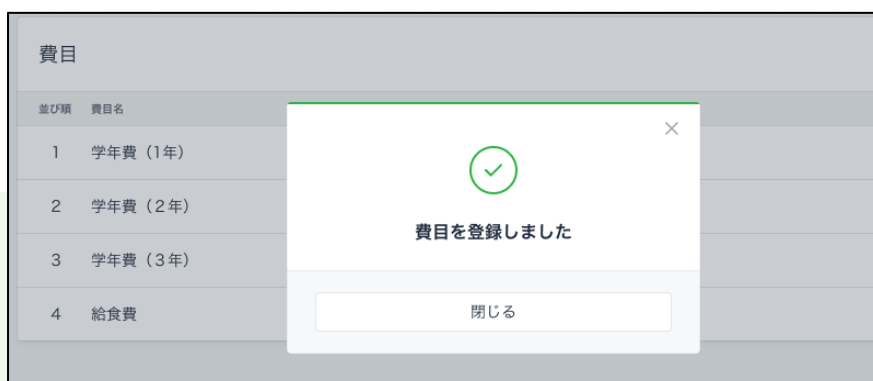 費目
並び順 費目名
1 学年費（1年）
2 学年費（２年）
3 学年費（３年）
4 給食費
費目を登録しました
閉じる